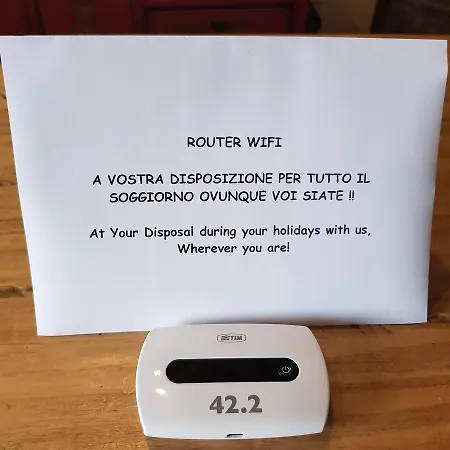 ROUTER WIFI
A VOSTRA DISPOSIZIONE PER TUTTO IL
SOGGIORNO OVUNQUE VOI SIATE !!
At Your Disposal during your holidays with us,
Wherever you are!
TIM
42.2